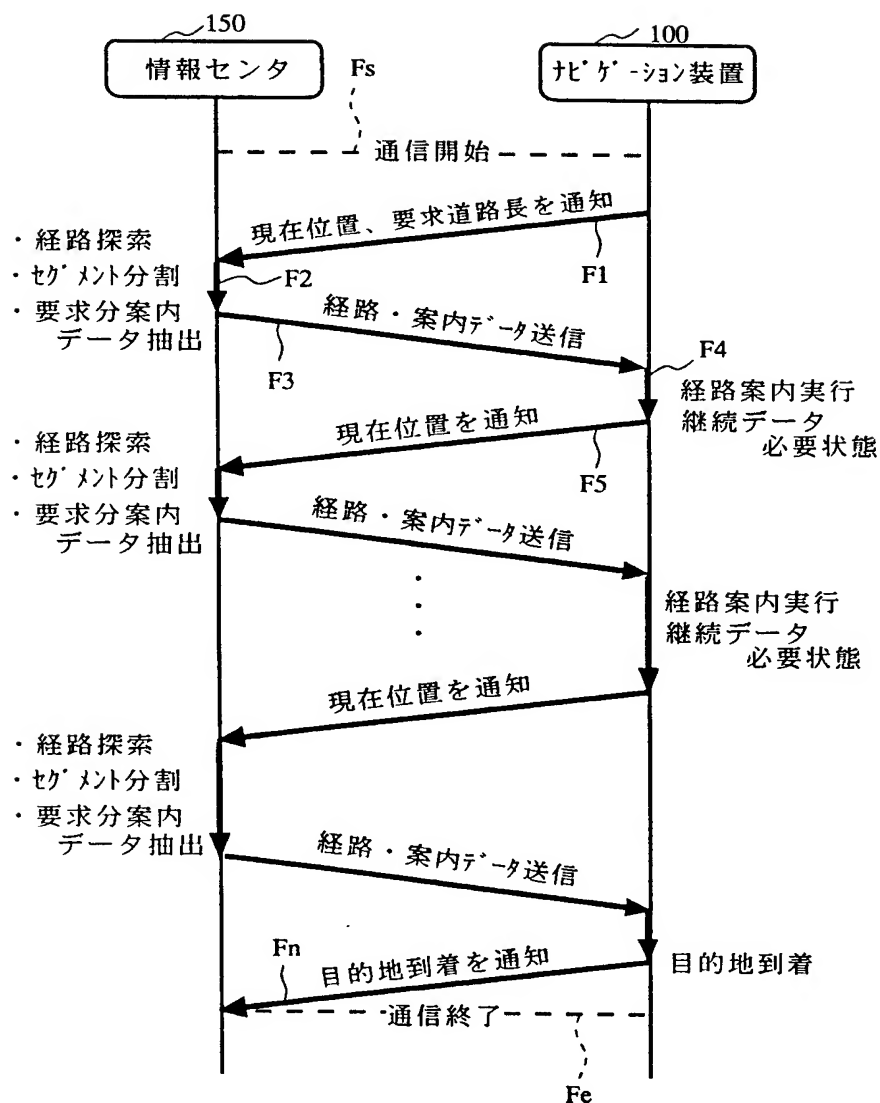 150
情報センタ
100
ナビゲーション装置
Fs
通信開始
現在位置、要求道路長を通知
F1
・経路探索
・セグメント分割
・要求分案内
データ抽出
F2
経路・案内データ送信
F3
F4
経路案内実行
継続データ
必要状態
現在位置を通知
F5
・経路探索
・セグメント分割
・要求分案内
データ抽出
経路・案内データ送信
・
・
・
経路案内実行
継続データ
必要状態
現在位置を通知
・経路探索
・セグメント分割
・要求分案内
データ抽出
経路・案内データ送信
Fn
目的地到着を通知
目的地到着
通信終了
Fe